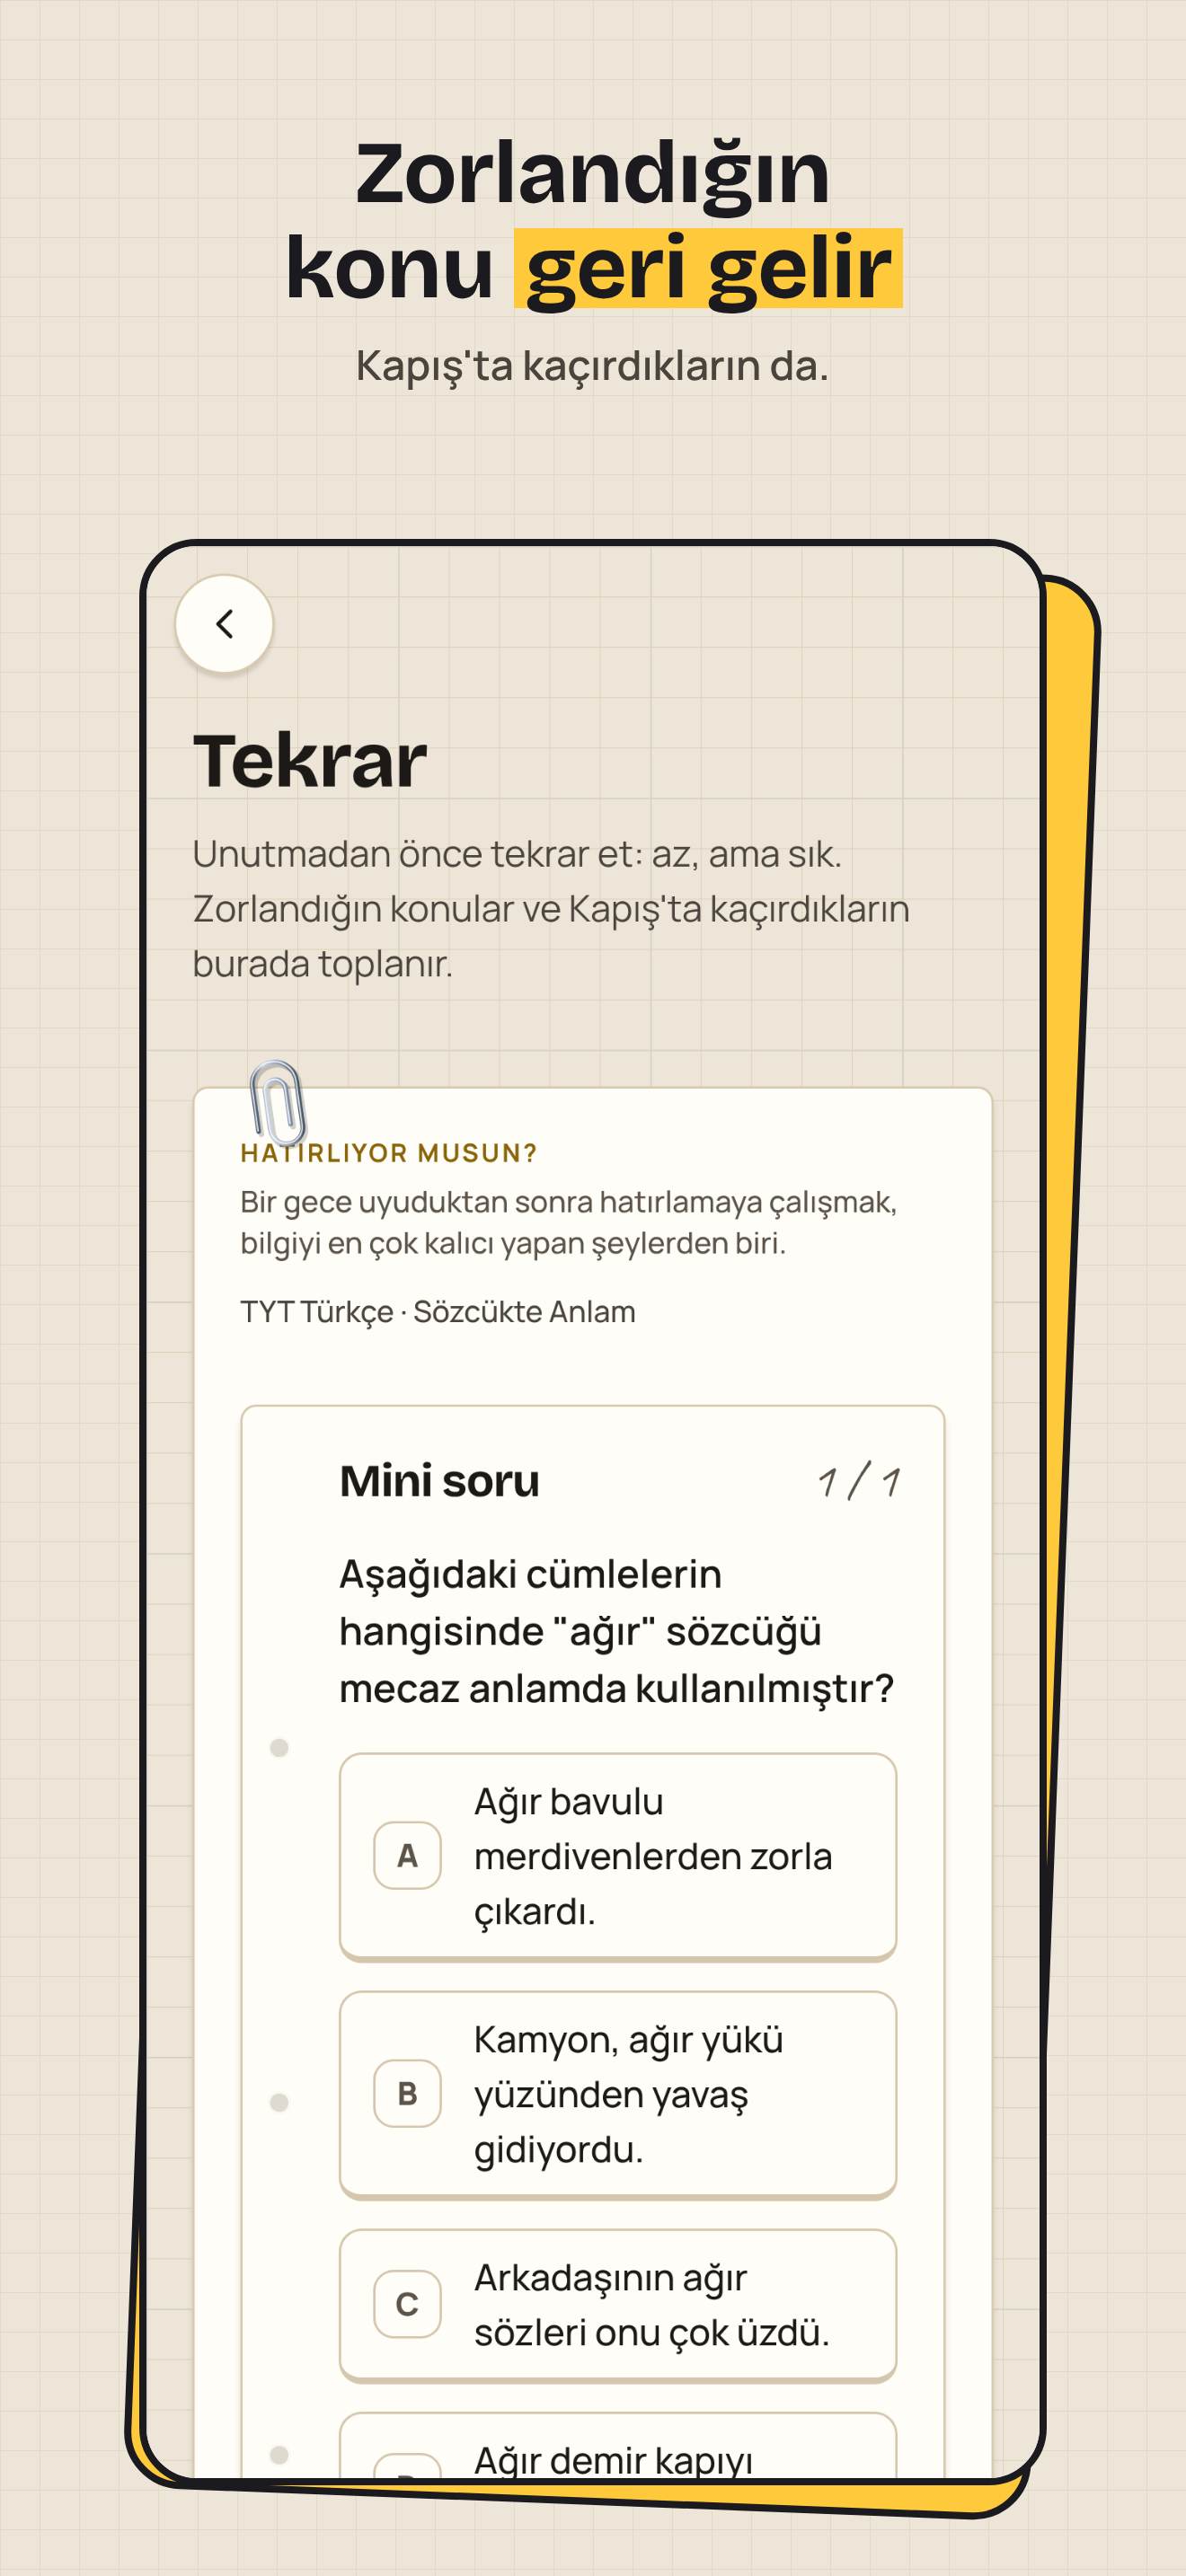 Zorlandığın
konu geri gelir
Kapış'ta kaçırdıkların da.
Tekrar
Unutmadan önce tekrar et: az, ama sık.
Zorlandığın konular ve Kapış'ta kaçırdıkların
burada toplanır.
HATIRLIYOR MUSUN?
Bir gece uyuduktan sonra hatırlamaya çalışmak,
bilgiyi en çok kalıcı yapan şeylerden biri.
TYT Türkçe · Sözcükte Anlam
Mini soru
1 / 1
Aşağıdaki cümlelerin
hangisinde "ağır" sözcüğü
mecaz anlamda kullanılmıştır?
A
Ağır bavulu
merdivenlerden zorla
çıkardı.
B
Kamyon, ağır yükü
yüzünden yavaş
gidiyordu.
C
Arkadaşının ağır
sözleri onu çok üzdü.
Ağır demir kapıyı